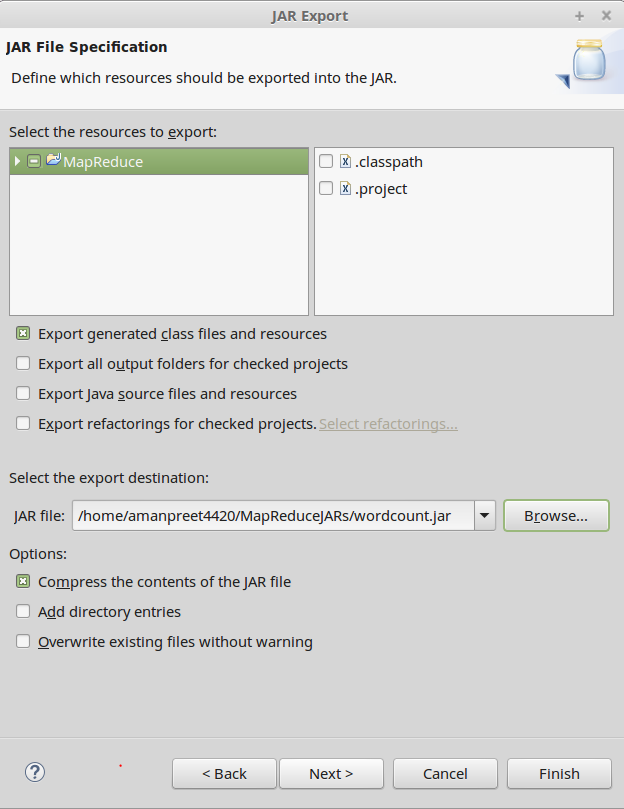 JAR Export
JAR File Specification
Define which resources should be exported into the JAR.
Select the resources to export:
MapReduce
.classpath
.project
Export generated class files and resources
Export all output folders for checked projects
Export Java source files and resources
Export refactorings for checked projects. Select refactorings...
Select the export destination:
JAR file: /home/amanpreet4420/MapReduceJARs/wordcount.jar Browse...
Options:
Compress the contents of the JAR file
Add directory entries
Overwrite existing files without warning
? < Back Next > Cancel Finish